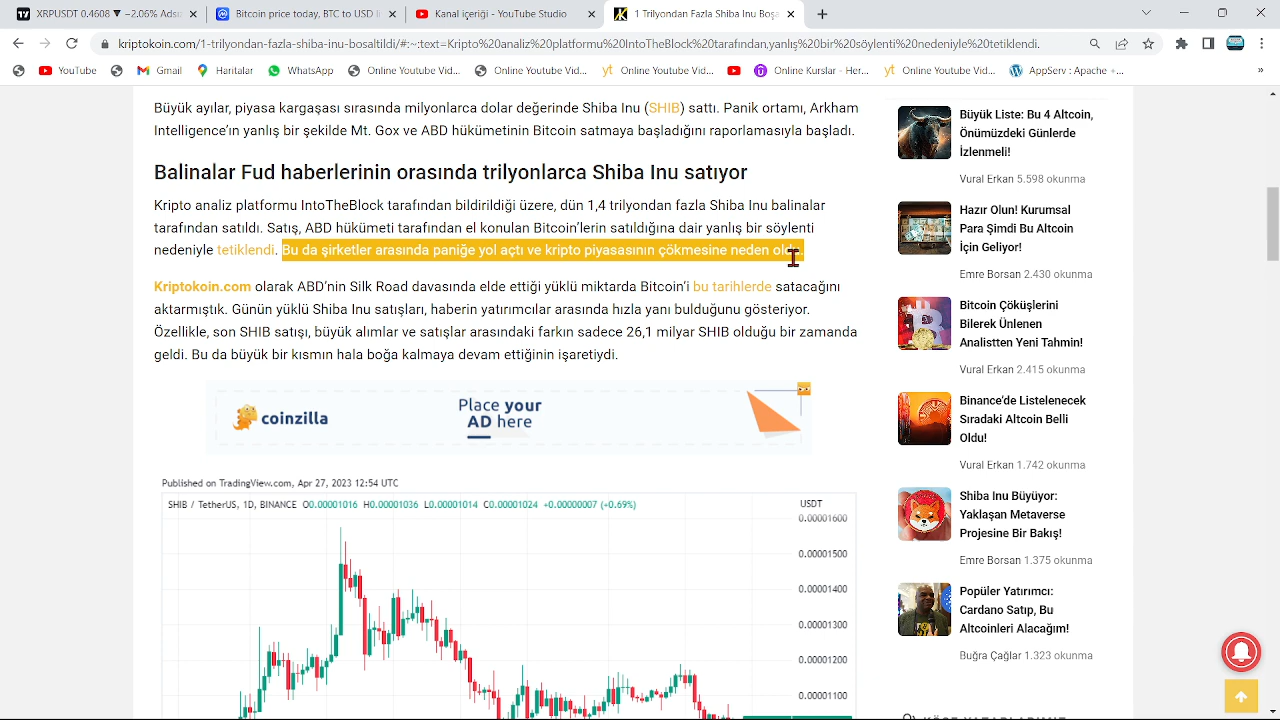 XRPUSDT 0.4508 ▼ −2.06% Adsı
Bitcoin price today, BTC to USD li
Kanal içeriği - YouTube Studio
1 Trilyondan Fazla Shiba Inu Boşa
kriptokoin.com/1-trilyondan-fazla-shiba-inu-bosaltildi/#:~:text=Kripto%20analiz%20platformu%20IntoTheBlock%20tarafından,yanlış%20bir%20söylenti%20nedeniyle%20tetiklendi.
YouTube
Gmail
Haritalar
WhatsApp
Online Youtube Vid...
Online Youtube Vid...
Online Youtube Vid...
Online Kurslar - Her...
Online Youtube Vid...
AppServ : Apache +...
»
Büyük ayılar, piyasa kargaşası sırasında milyonlarca dolar değerinde Shiba Inu (SHIB) sattı. Panik ortamı, Arkham
Intelligence’ın yanlış bir şekilde Mt. Gox ve ABD hükümetinin Bitcoin satmaya başladığını raporlamasıyla başladı.
Balinalar Fud haberlerinin orasında trilyonlarca Shiba Inu satıyor
Kripto analiz platformu IntoTheBlock tarafından bildirildiği üzere, dün 1,4 trilyondan fazla Shiba Inu balinalar
tarafından satıldı. Satış, ABD hükümeti tarafından el konulan Bitcoin’lerin satıldığına dair yanlış bir söylenti
nedeniyle tetiklendi. Bu da şirketler arasında paniğe yol açtı ve kripto piyasasının çökmesine neden oldu.
Kriptokoin.com olarak ABD’nin Silk Road davasında elde ettiği yüklü miktarda Bitcoin’i bu tarihlerde satacağını
aktarmıştık. Günün yüklü Shiba Inu satışları, haberin yatırımcılar arasında hızla yanı bulduğunu gösteriyor.
Özellikle son SHIB satışı, büyük alımlar ve satışlar arasındaki farkın sadece 26,1 milyar SHIB olduğu bir zamanda
geldi. Bu da büyük bir kısmın hala boğa kalmaya devam ettiğinin işaretiydi.
coinzilla
Place your
AD here
Published on TradingView.com, Apr 27, 2023 12:54 UTC
SHIB / TetherUS, 1D, BINANCE O0.00001016 H0.00001036 L0.00001014 C0.00001024 +0.00000007 (+0.69%)
USDT
0.00001600
0.00001500
0.00001400
0.00001300
0.00001200
0.00001100
Büyük Liste: Bu 4 Altcoin,
Önümüzdeki Günlerde
İzlenmeli!
Vural Erkan 5.598 okunma
Hazır Olun! Kurumsal
Para Şimdi Bu Altcoin
İçin Geliyor!
Emre Borsan 2.430 okunma
Bitcoin Çöküşlerini
Bilerek Ünlenen
Analistten Yeni Tahmin!
Vural Erkan 2.415 okunma
Binance’de Listelenecek
Sıradaki Altcoin Belli
Oldu!
Vural Erkan 1.742 okunma
Shiba Inu Büyüyor:
Yaklaşan Metaverse
Projesine Bir Bakış!
Emre Borsan 1.375 okunma
Popüler Yatırımcı:
Cardano Satıp, Bu
Altcoinleri Alacağım!
Buğra Çağlar 1.323 okunma